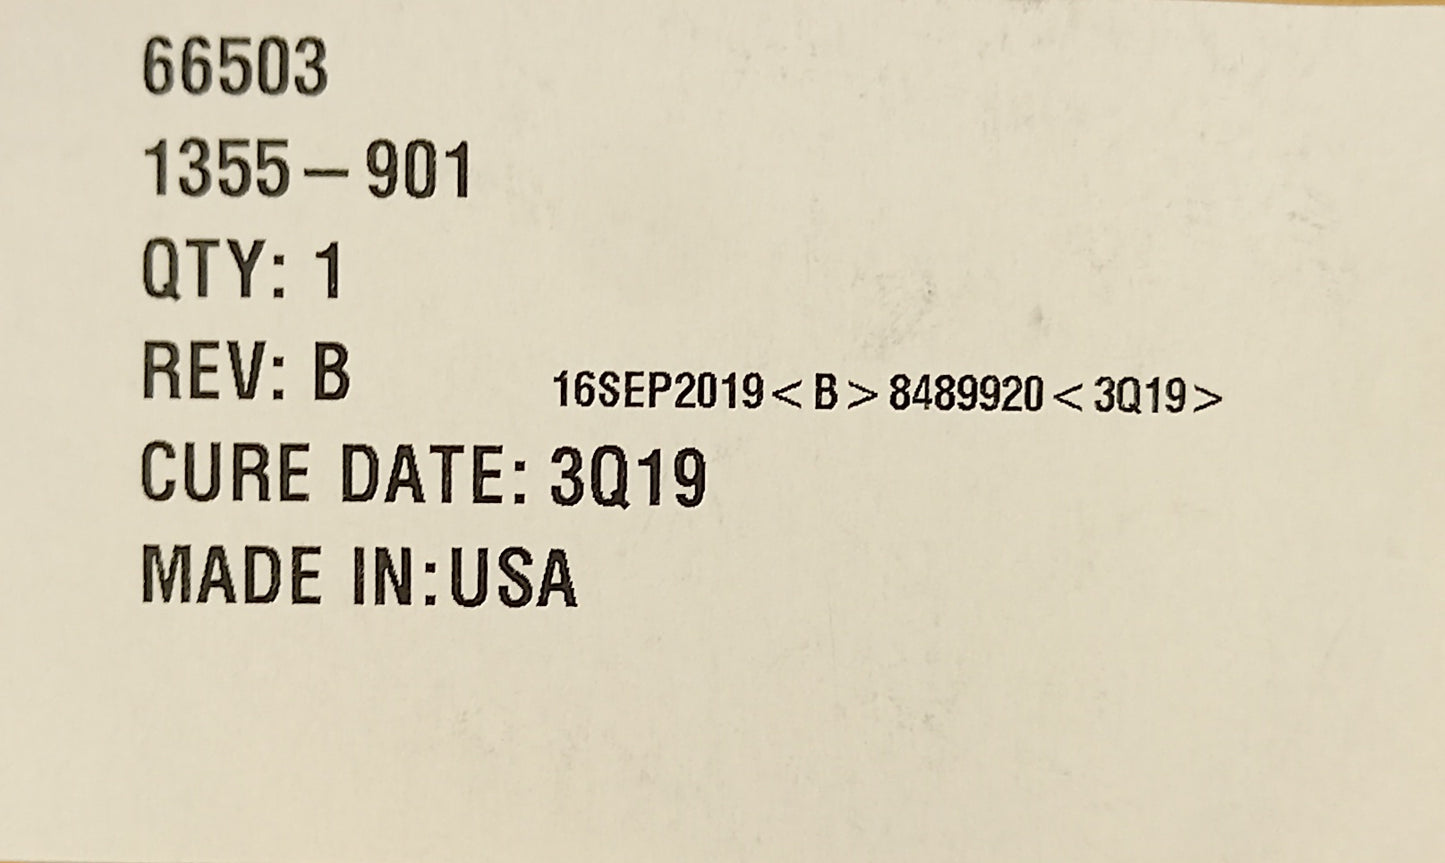 66503
1355-901
QTY: 1
REV: B
16SEP2019<B>8489920<3Q19>
CURE DATE: 3Q19
MADE IN:USA